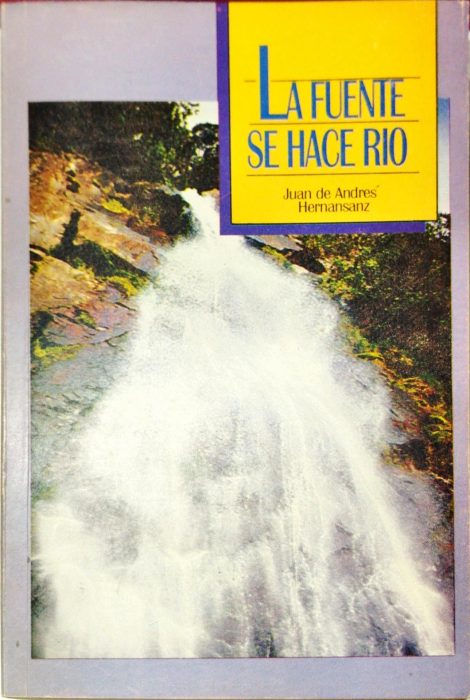 LA FUENTE
SE HACE RIO
Juan de Andres´
Hernansanz